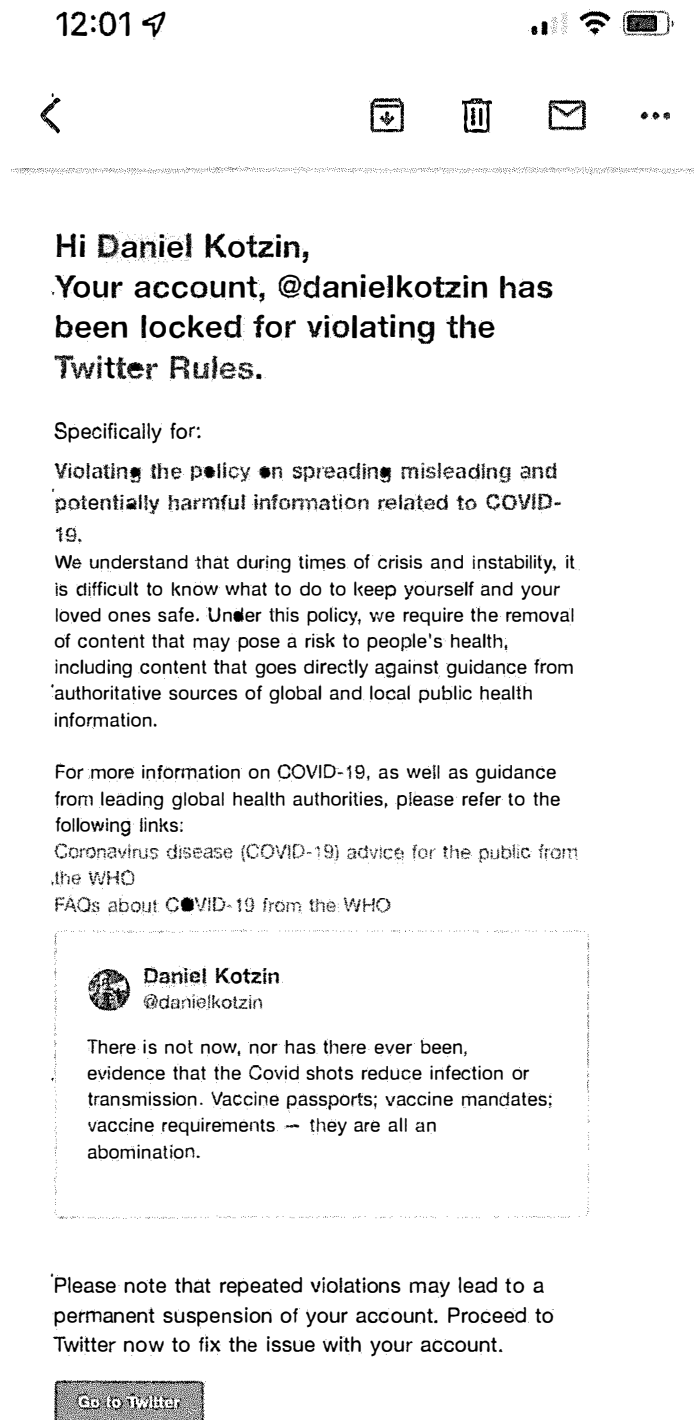 12:01
Hi Daniel Kotzin,
Your account, @danielkotzin has
been locked for violating the
Twitter Rules.
Specifically for:
Violating the policy on spreading misleading and
potentially harmful information related to COVID-
19.
We understand that during times of crisis and instability, it
is difficult to know what to do to keep yourself and your
loved ones safe. Under this policy, we require the removal
of content that may pose a risk to people's health,
including content that goes directly against guidance from
authoritative sources of global and local public health
information.
For more information on COVID-19, as well as guidance
from leading global health authorities, please refer to the
following links:
Coronavirus disease (COVID-19) advice for the public from
the WHO
FAQs about COVID-19 from the WHO
Daniel Kotzin
@danielkotzin
There is not now, nor has there ever been,
evidence that the Covid shots reduce infection or
transmission. Vaccine passports; vaccine mandates;
vaccine requirements — they are all an
abomination.
Please note that repeated violations may lead to a
permanent suspension of your account. Proceed to
Twitter now to fix the issue with your account.
Go to Twitter